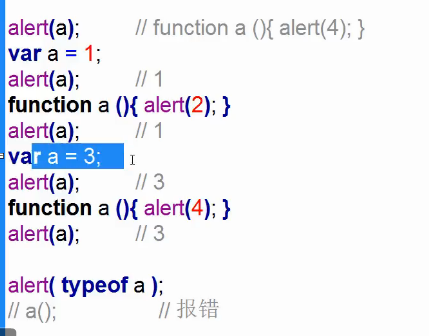 alert(a); // function a (){ alert(4); }
var a = 1;
alert(a); // 1
function a (){ alert(2); }
alert(a); // 1
var a = 3;
alert(a); // 3
function a (){ alert(4); }
alert(a); // 3
alert( typeof a );
// a(); // 报错